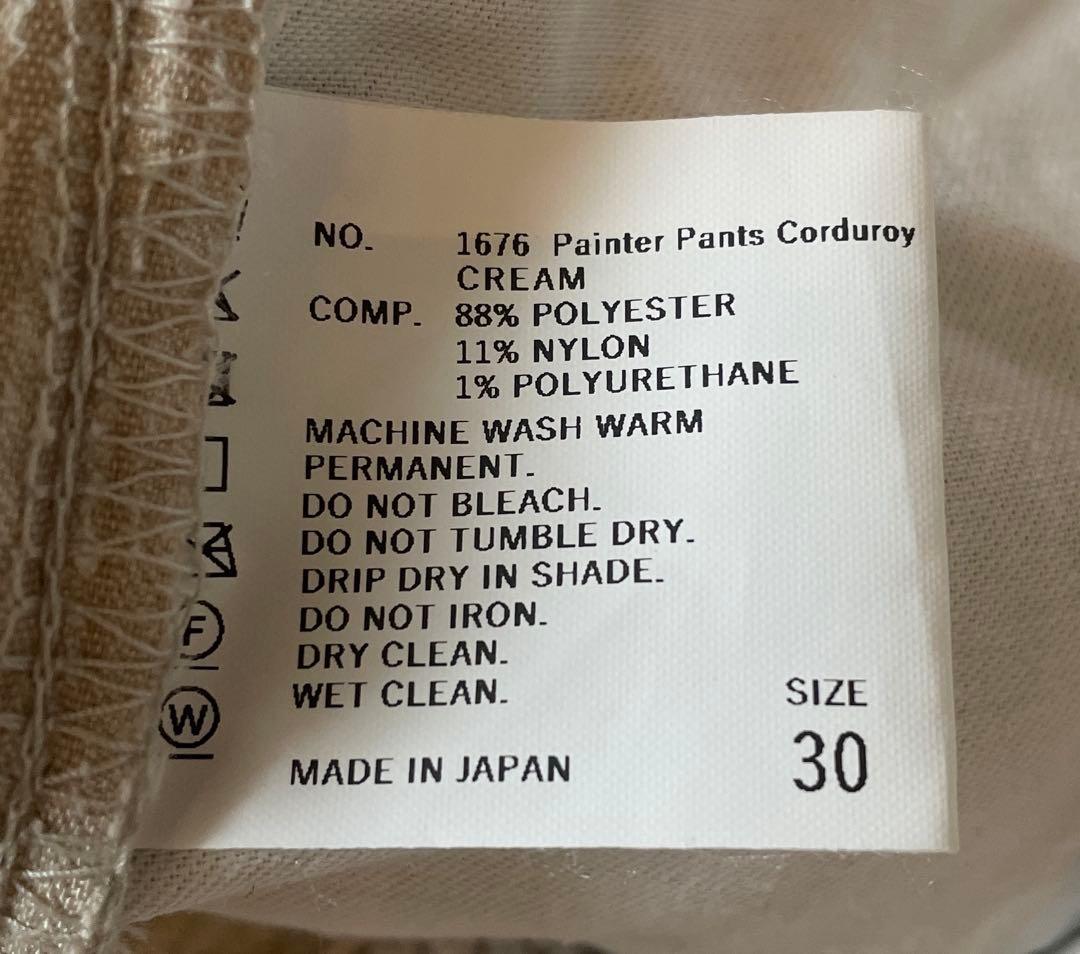 NO. 1676 Painter Pants Corduroy
CREAM
COMP. 88% POLYESTER
11% NYLON
1% POLYURETHANE
MACHINE WASH WARM
PERMANENT.
DO NOT BLEACH.
DO NOT TUMBLE DRY.
DRIP DRY IN SHADE.
DO NOT IRON.
F
DRY CLEAN.
W
WET CLEAN.
SIZE
30
MADE IN JAPAN